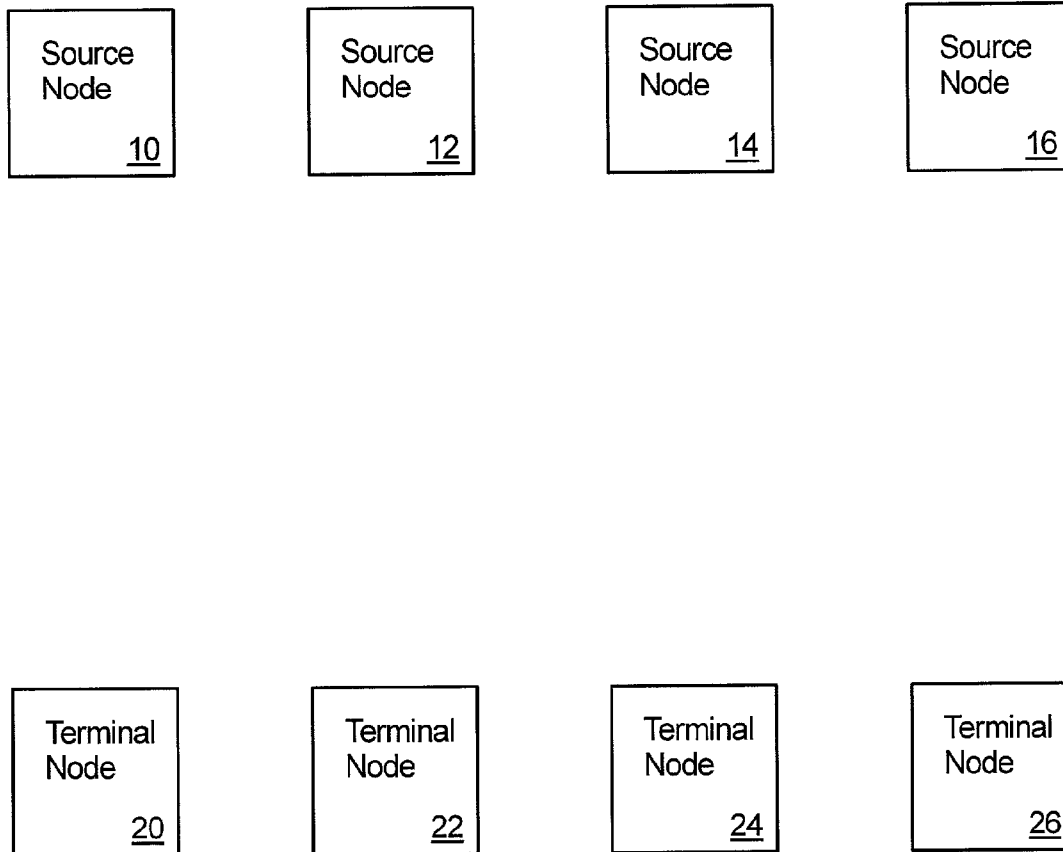 Source
Node
10
Source
Node
12
Source
Node
14
Source
Node
16
Terminal
Node
20
Terminal
Node
22
Terminal
Node
24
Terminal
Node
26